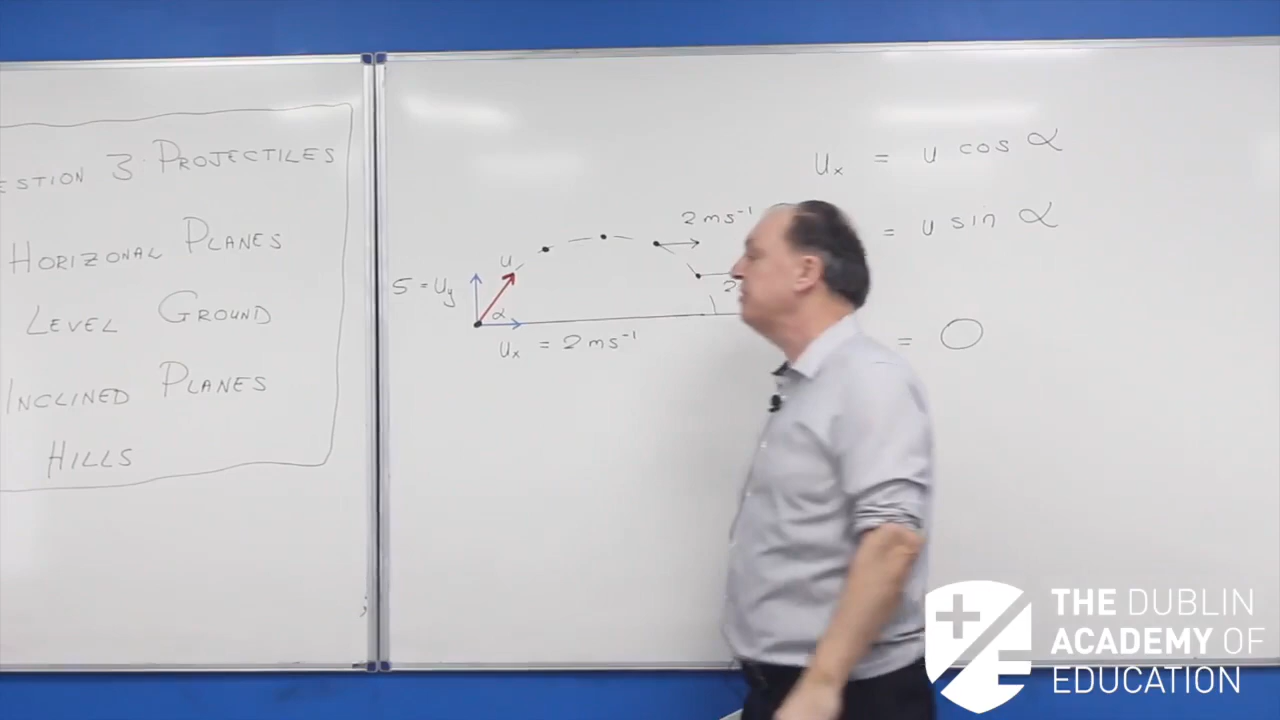 ESTION 3 PROJECTILES
HORIZONAL PLANES
LEVEL GROUND
INCLINED PLANES
HILLS
u
5 = Uy
α
Ux = 2 ms⁻¹
2 ms⁻¹
2
Ux = u cos α
= u sin α
= 0
THE DUBLIN
ACADEMY OF
EDUCATION